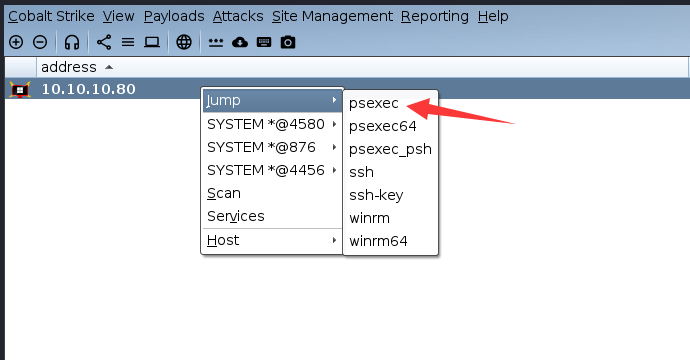 Cobalt Strike View Payloads Attacks Site Management Reporting Help
address
10.10.10.80
Jump
SYSTEM *@4580
SYSTEM *@876
SYSTEM *@4456
Scan
Services
Host
psexec
psexec64
psexec_psh
ssh
ssh-key
winrm
winrm64